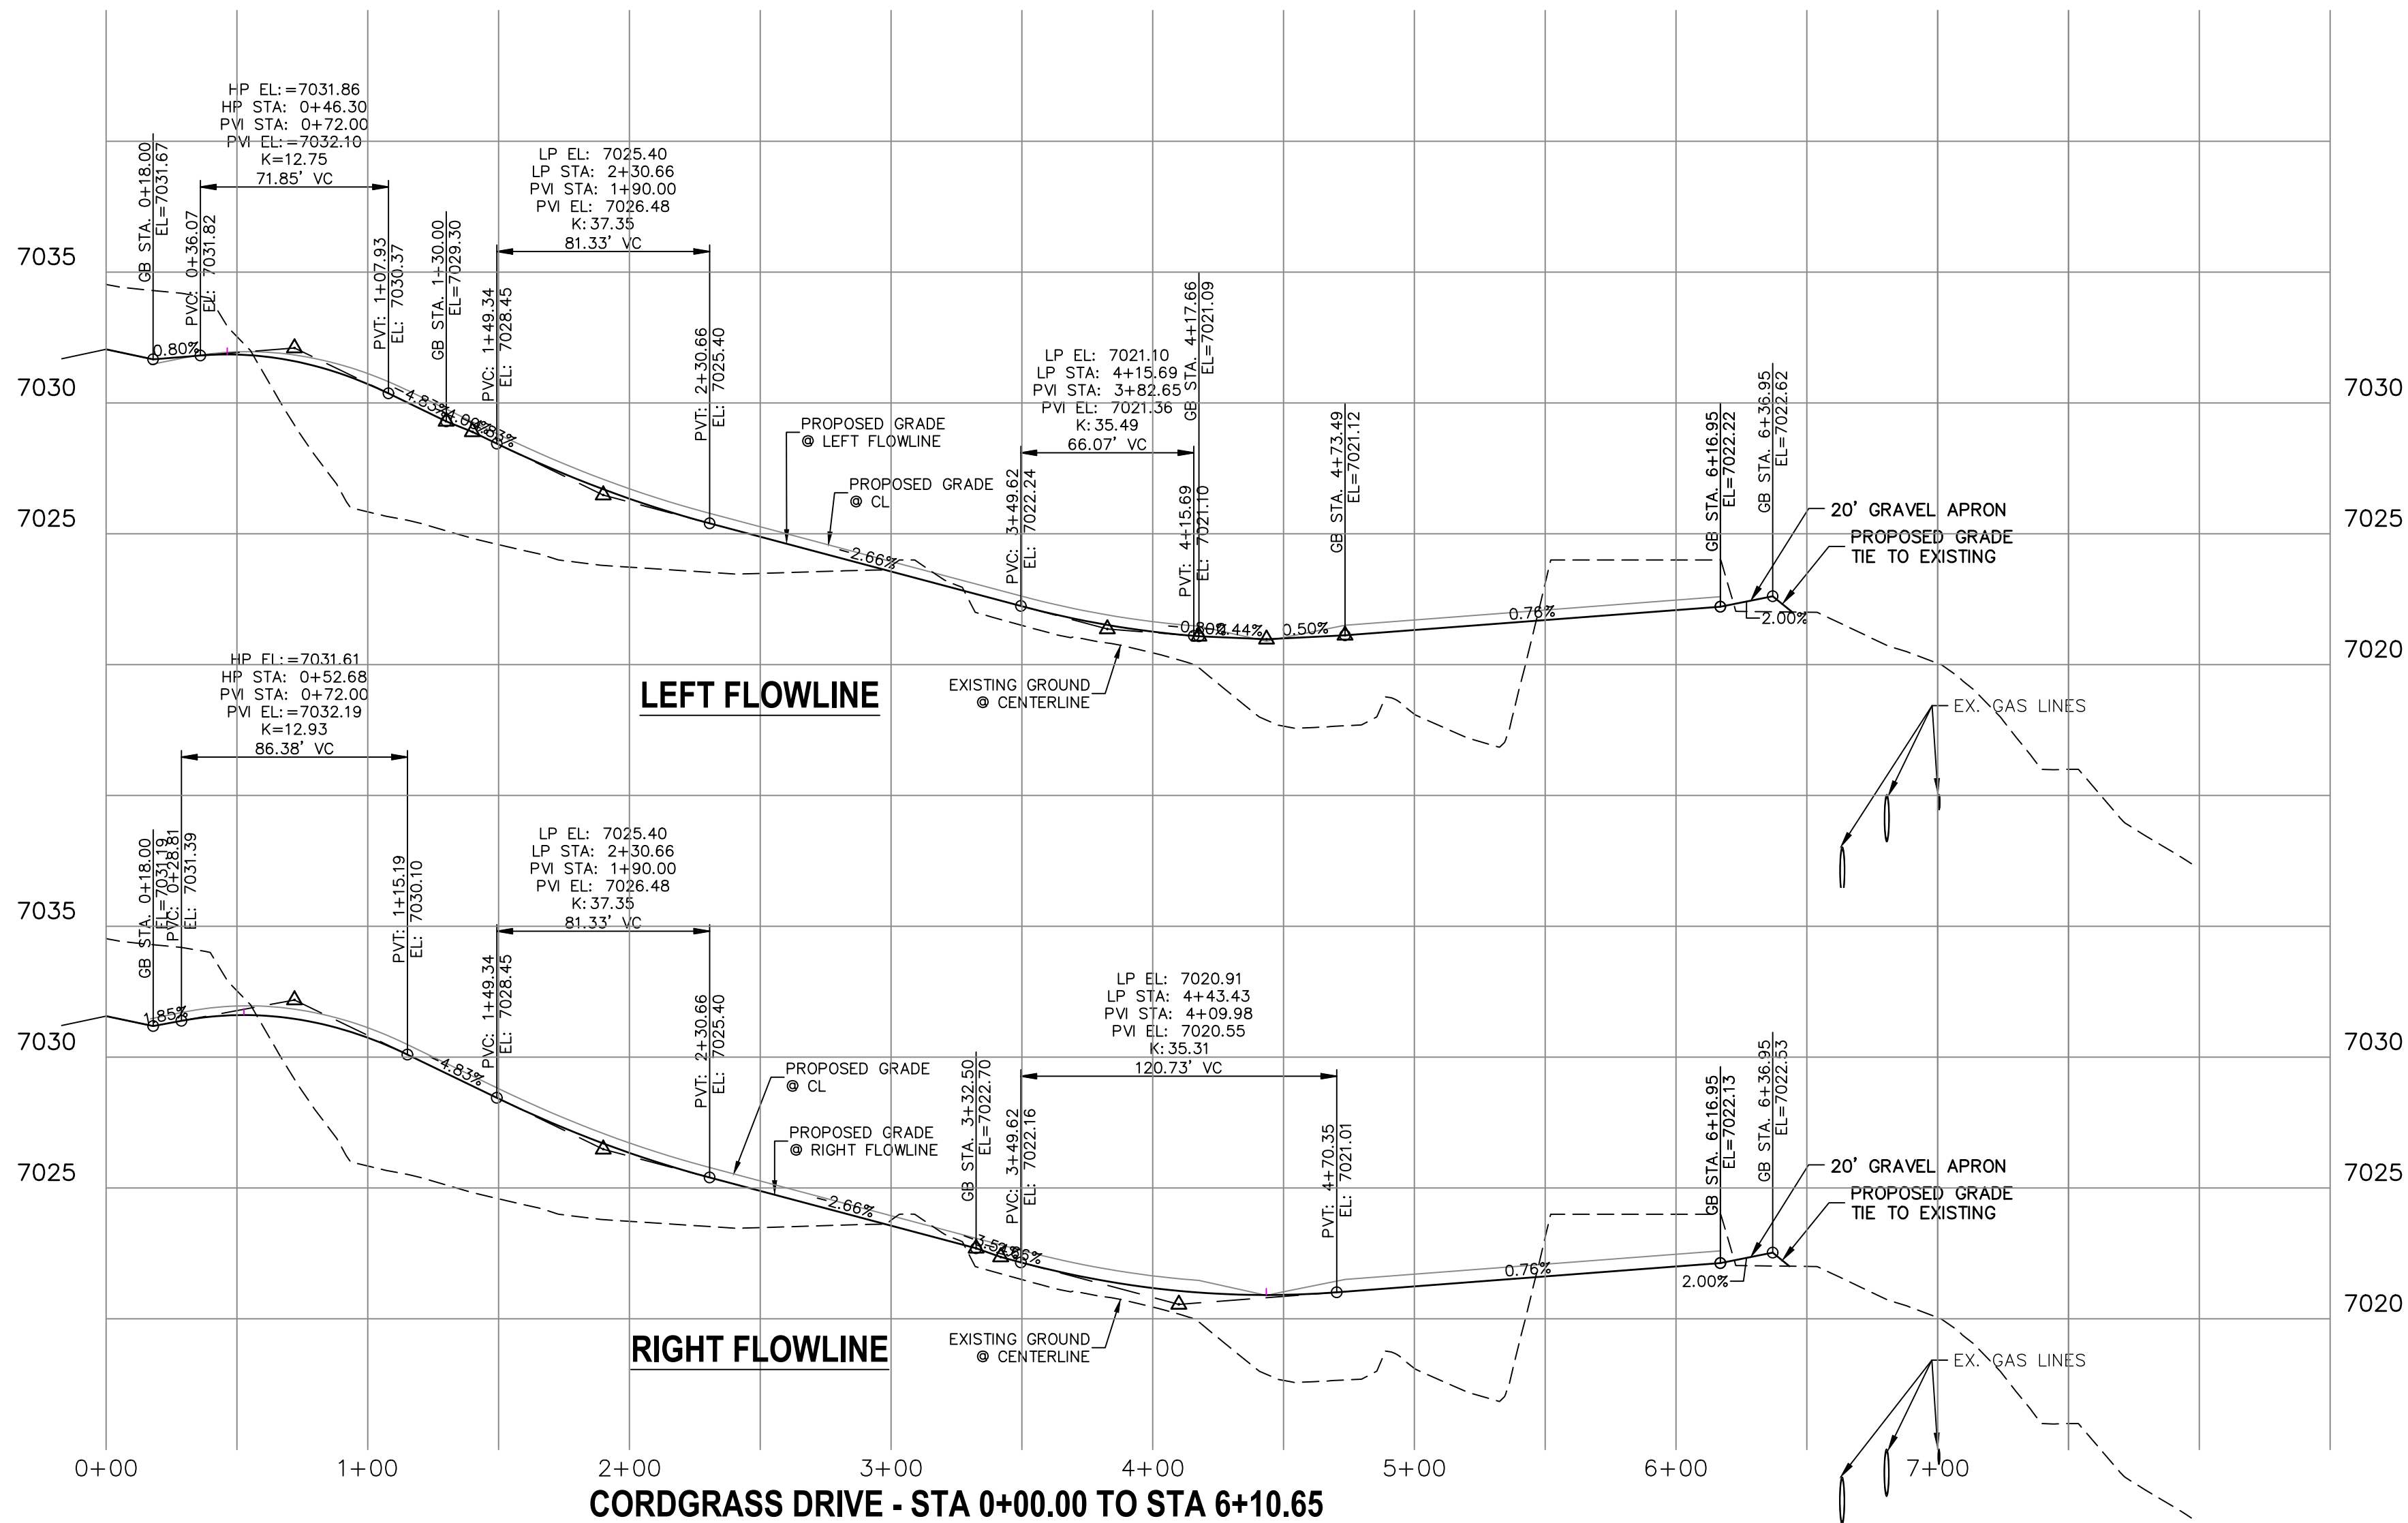 HP EL:=7031.86
HP STA: 0+46.30
PVI STA: 0+72.00
PVI EL:=7032.10
K=12.75
71.85' VC
GB STA. 0+18.00
EL=7031.67
PVC: 0+36.07
EL: 7031.82
PVT: 1+07.93
EL: 7030.37
GB STA. 1+30.00
EL=7029.30
LP EL: 7025.40
LP STA: 2+30.66
PVI STA: 1+90.00
PVI EL: 7026.48
K:37.35
81.33' VC
PVC: 1+49.34
EL: 7028.45
PVT: 2+30.66
EL: 7025.40
LP EL: 7021.10
LP STA: 4+15.69
PVI STA: 3+82.65
PVI EL: 7021.36
K: 35.49
66.07' VC
PVC: 3+49.62
EL: 7022.24
PVT: 4+15.69
EL: 7021.10
GB STA. 4+17.66
EL=7021.09
GB STA. 4+73.49
EL=7021.12
GB STA. 6+16.95
EL=7022.22
GB STA. 6+36.95
EL=7022.62
7035
7030
7025
7030
7025
7020
0.80%
-4.83%
-2.66%
0.50%
0.76%
2.00%
PROPOSED GRADE
@ LEFT FLOWLINE
PROPOSED GRADE
@ CL
20' GRAVEL APRON
PROPOSED GRADE
TIE TO EXISTING
EXISTING GROUND
@ CENTERLINE
EX. GAS LINES
LEFT FLOWLINE
HP EL:=7031.61
HP STA: 0+52.68
PVI STA: 0+72.00
PVI EL:=7032.19
K=12.93
86.38' VC
GB STA. 0+18.00
EL=7031.19
PVC: 0+28.81
EL: 7031.39
PVT: 1+15.19
EL: 7030.10
LP EL: 7025.40
LP STA: 2+30.66
PVI STA: 1+90.00
PVI EL: 7026.48
K:37.35
81.33' VC
PVC: 1+49.34
EL: 7028.45
PVT: 2+30.66
EL: 7025.40
GB STA. 3+32.50
EL=7022.70
PVC: 3+49.62
EL: 7022.16
LP EL: 7020.91
LP STA: 4+43.43
PVI STA: 4+09.98
PVI EL: 7020.55
K:35.31
120.73' VC
PVT: 4+70.35
EL: 7021.01
GB STA. 6+16.95
EL=7022.13
GB STA. 6+36.95
EL=7022.53
7035
7030
7025
7030
7025
7020
1.85%
-4.83%
-2.66%
0.76%
2.00%
PROPOSED GRADE
@ CL
PROPOSED GRADE
@ RIGHT FLOWLINE
20' GRAVEL APRON
PROPOSED GRADE
TIE TO EXISTING
EXISTING GROUND
@ CENTERLINE
EX. GAS LINES
RIGHT FLOWLINE
0+00 1+00 2+00 3+00 4+00 5+00 6+00 7+00
CORDGRASS DRIVE - STA 0+00.00 TO STA 6+10.65